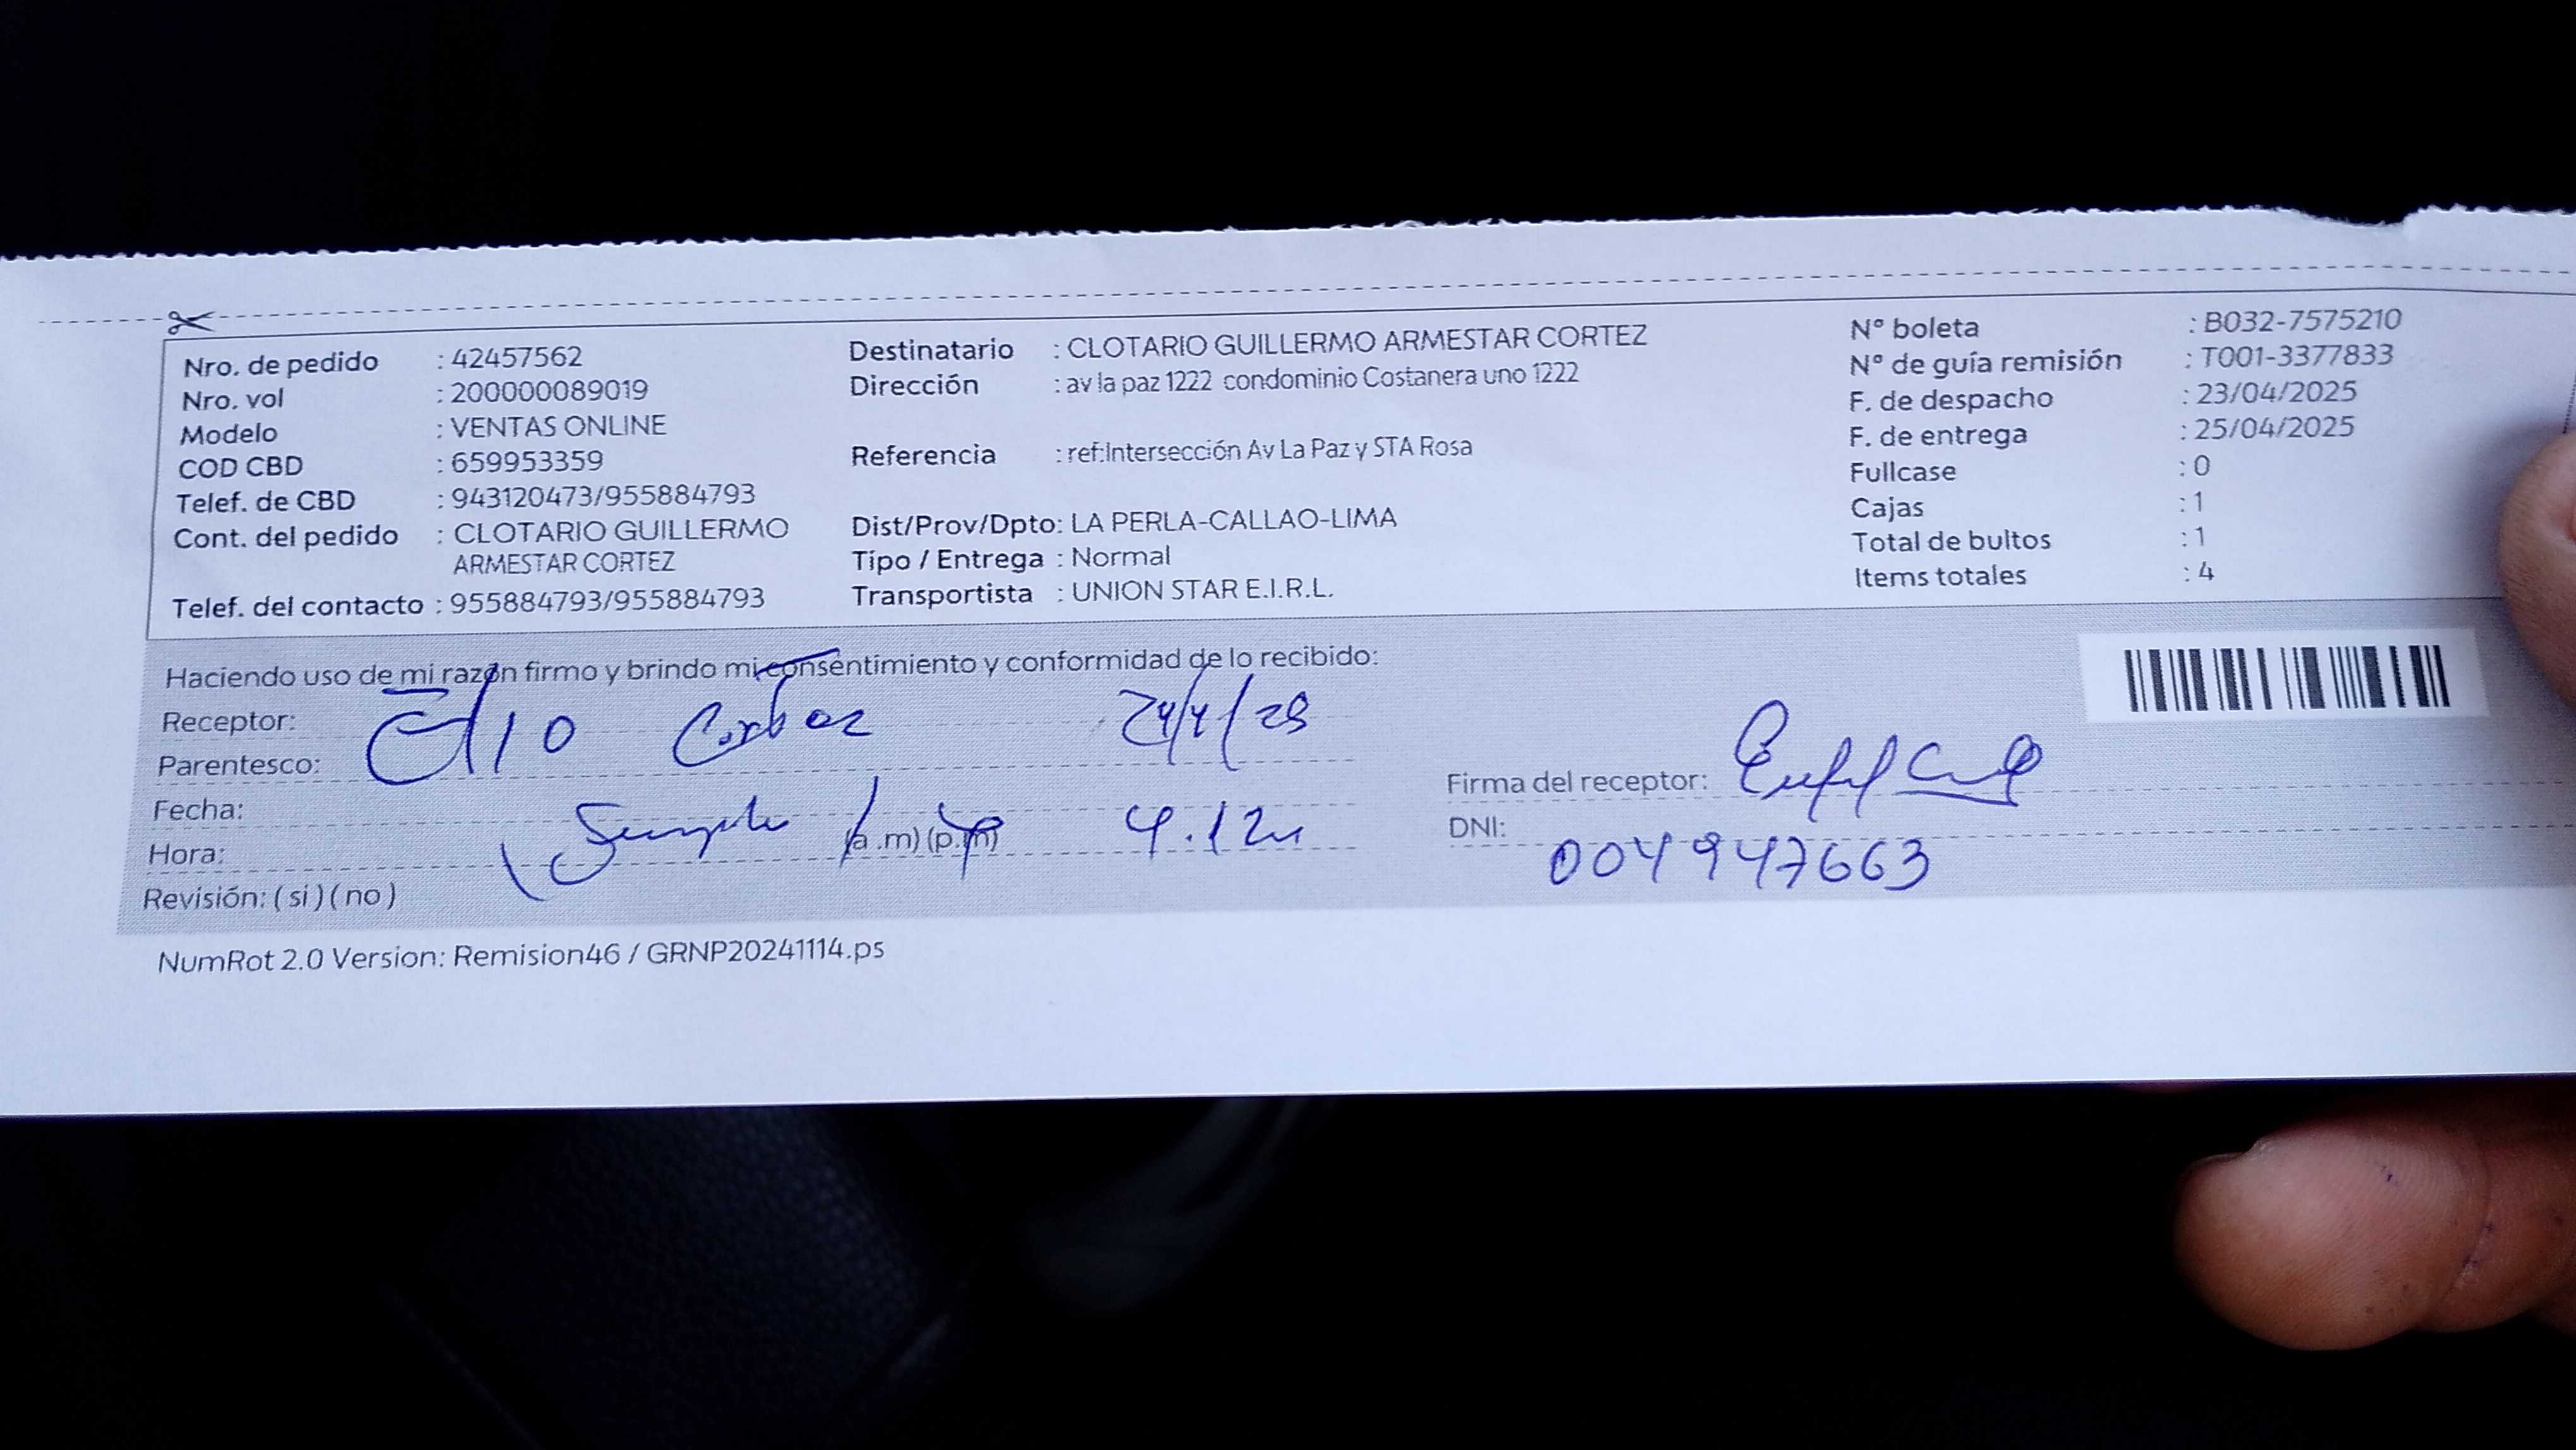 Nro. de pedido : 42457562
Nro. vol : 200000089019
Modelo : VENTAS ONLINE
COD CBD : 659953359
Telef. de CBD : 943120473/955884793
Cont. del pedido : CLOTARIO GUILLERMO
ARMESTAR CORTEZ
Telef. del contacto : 955884793/955884793
Destinatario : CLOTARIO GUILLERMO ARMESTAR CORTEZ
Dirección : av la paz 1222 condominio Costanera uno 1222
Referencia : ref:Intersección Av La Paz y STA Rosa
Dist/Prov/Dpto: LA PERLA-CALLAO-LIMA
Tipo / Entrega : Normal
Transportista : UNION STAR E.I.R.L.
N° boleta : B032-7575210
N° de guía remisión : T001-3377833
F. de despacho : 23/04/2025
F. de entrega : 25/04/2025
Fullcase : 0
Cajas : 1
Total de bultos : 1
Items totales : 4
Haciendo uso de mi razón firmo y brindo mi consentimiento y conformidad de lo recibido:
Receptor:
Parentesco:
Fecha:
Hora: (a .m) (p.m)
Revisión: ( si ) ( no )
Firma del receptor:
DNI:
004947663
NumRot 2.0 Version: Remision46 / GRNP20241114.ps